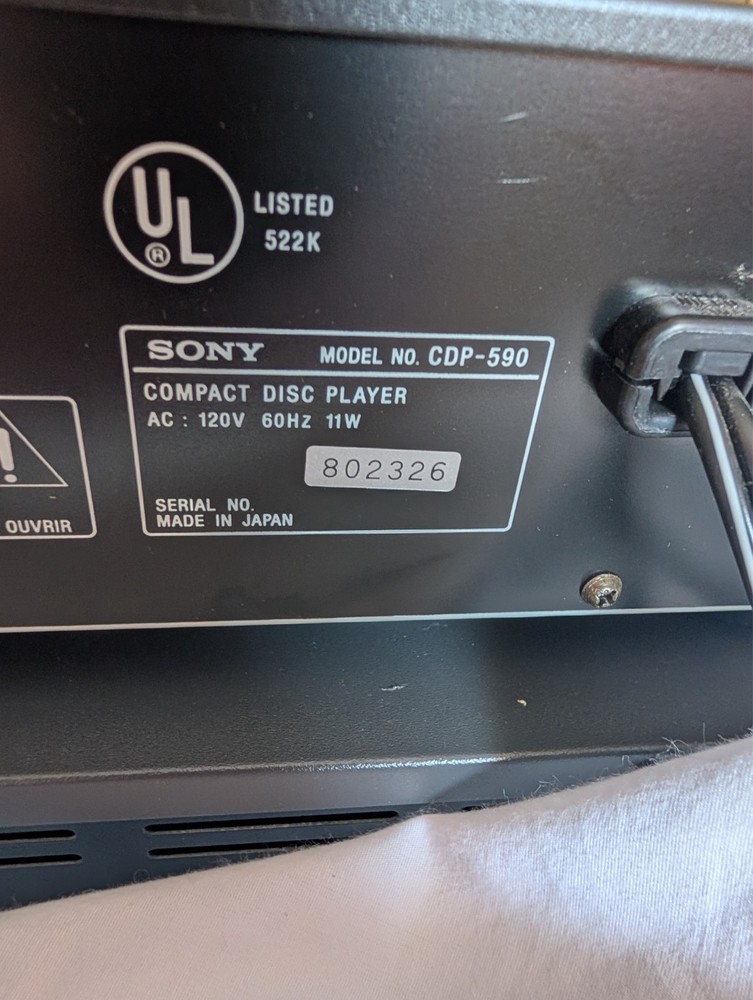 UL
®
LISTED
522K
SONY MODEL NO. CDP-590
COMPACT DISC PLAYER
AC : 120V 60Hz 11W
802326
SERIAL NO.
MADE IN JAPAN
!
OUVRIR